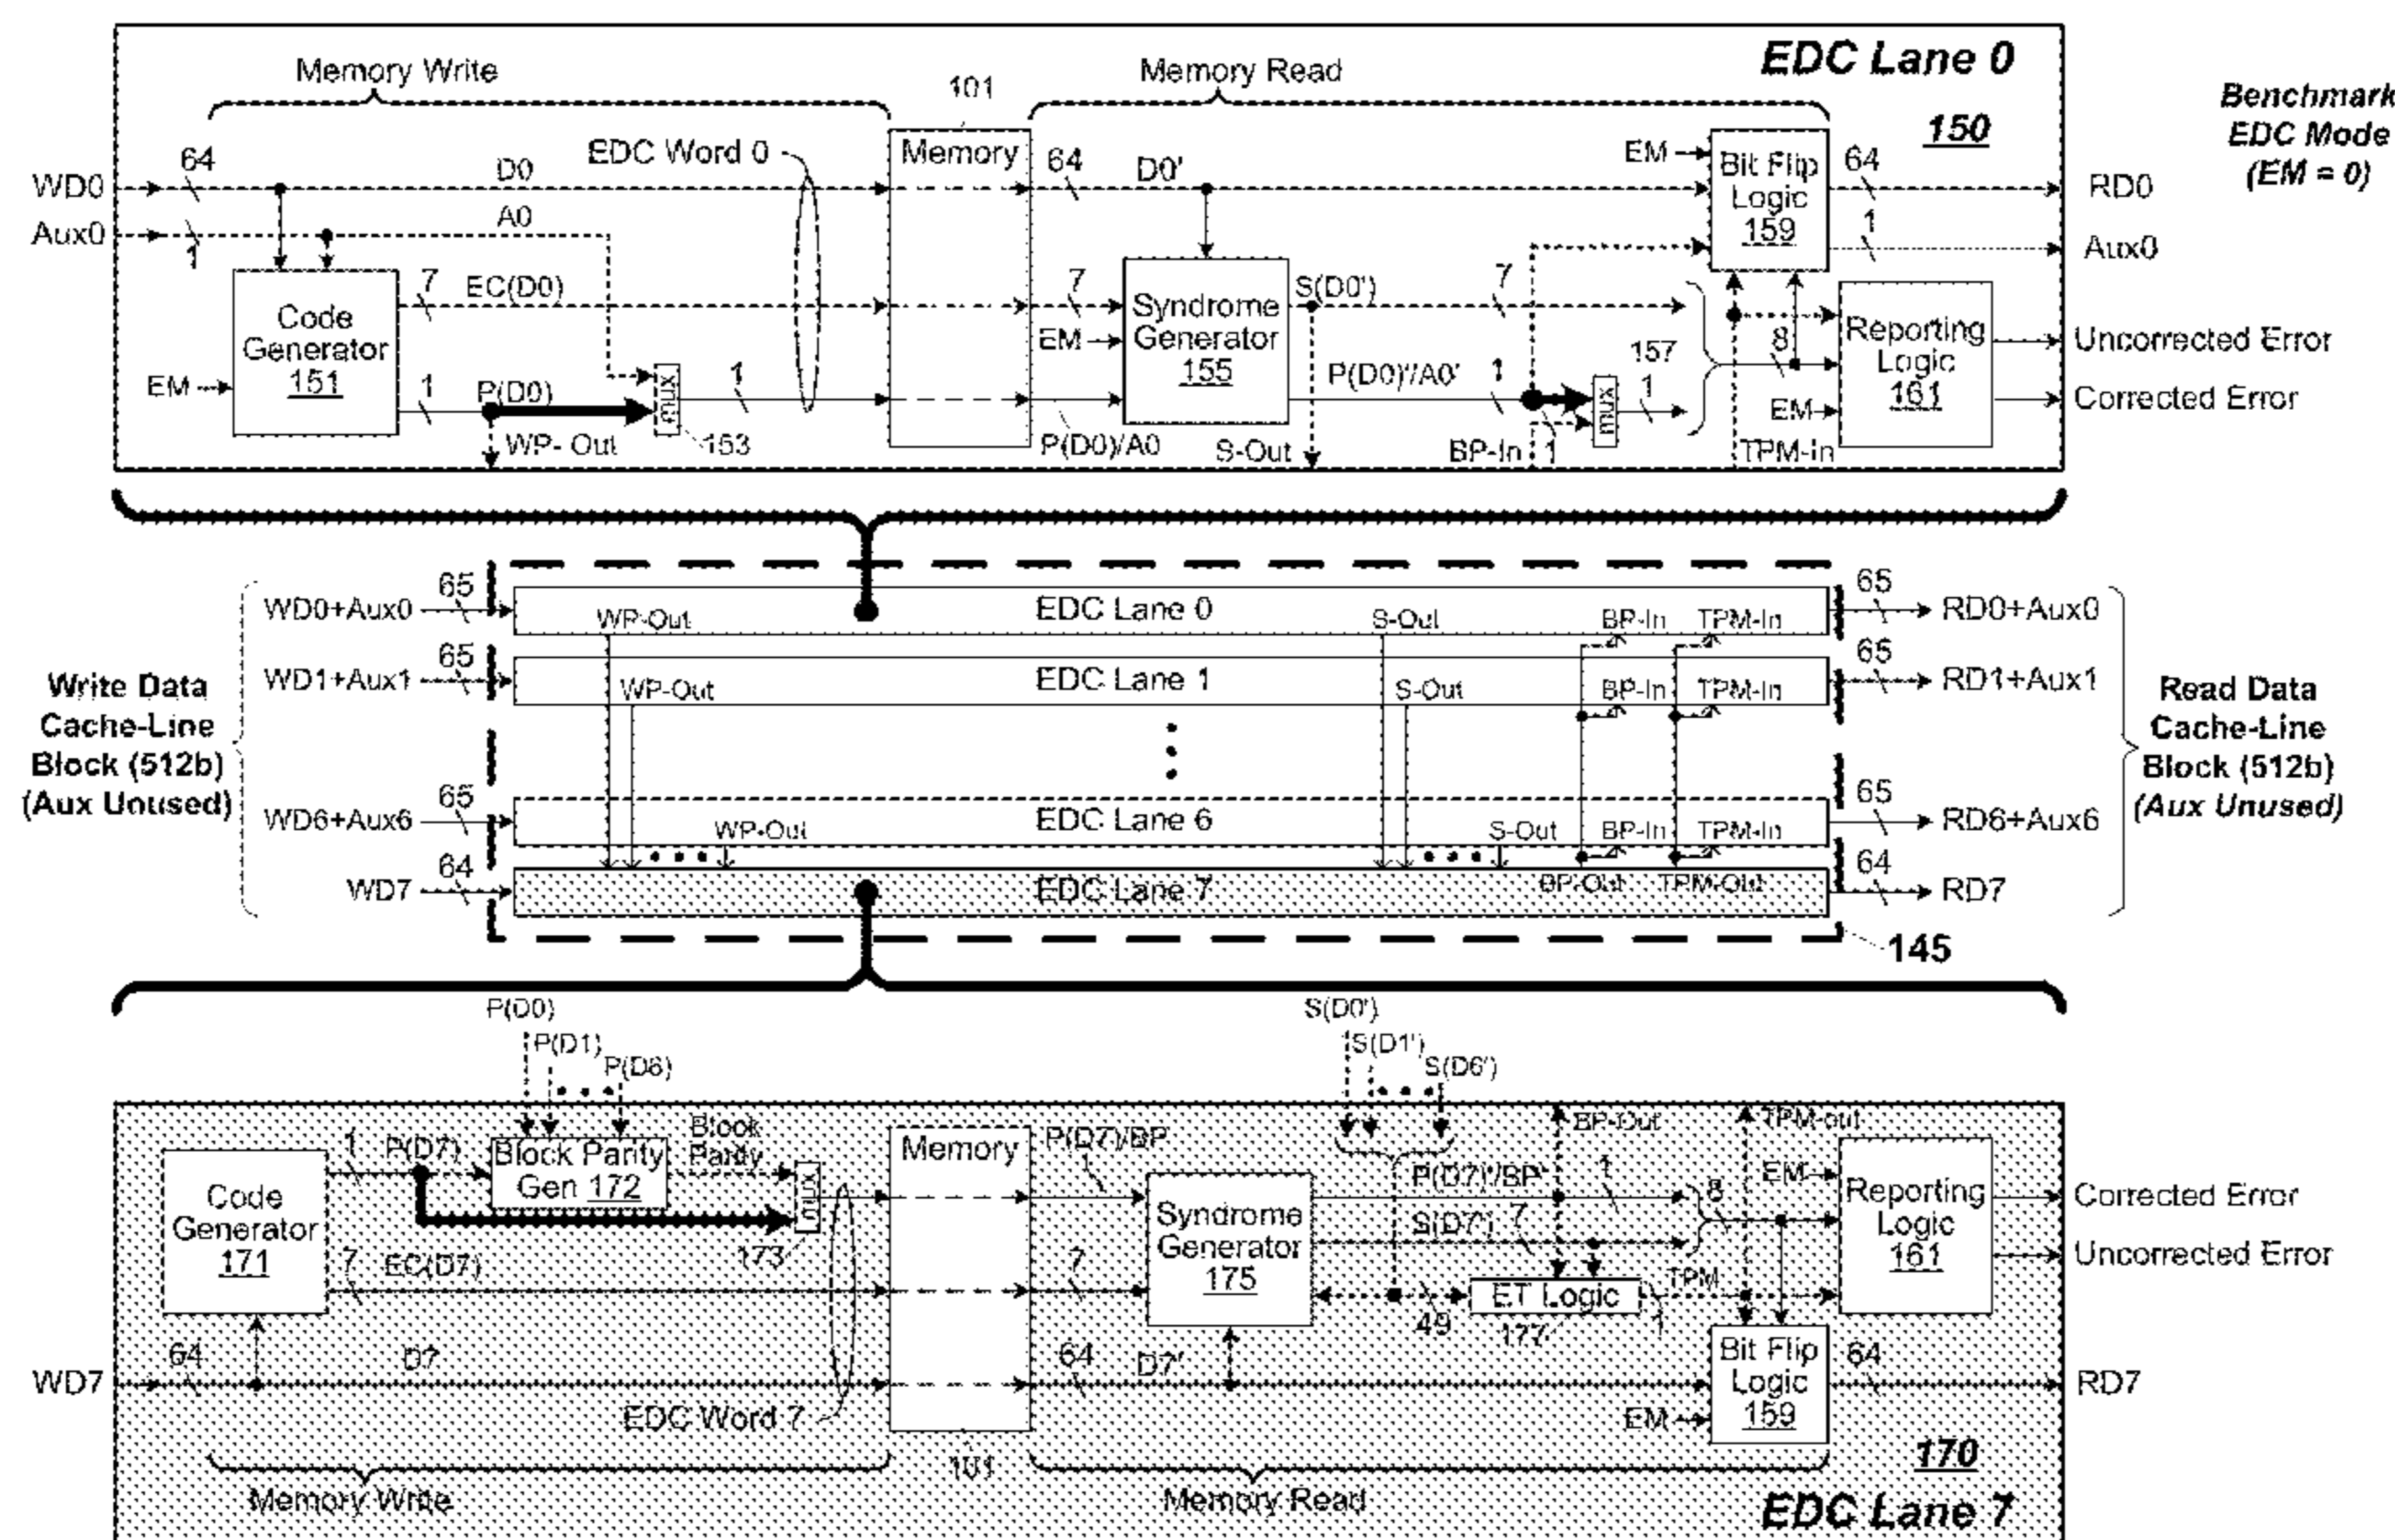 EDC Lane 0
150
Benchmark
EDC Mode
(EM = 0)
Memory Write
101
Memory Read
WD0
64
D0
EDC Word 0
Memory
64
D0'
EM
Bit Flip
Logic
159
64
RD0
Aux0
1
A0
1
Aux0
Code
Generator
151
EM
7
EC(D0)
7
Syndrome
Generator
155
EM
S(D0')
7
157
8
Reporting
Logic
161
EM
Uncorrected Error
Corrected Error
1
P(D0)
mux
1
P(D0)'/A0'
1
mux
1
WP- Out
153
P(D0)/A0
S-Out
BP-In
1
TPM-In
Write Data
Cache-Line
Block (512b)
(Aux Unused)
WD0+Aux0
65
WP-Out
EDC Lane 0
S-Out
BP-In
TPM-In
65
RD0+Aux0
WD1+Aux1
65
WP-Out
EDC Lane 1
S-Out
BP-In
TPM-In
65
RD1+Aux1
WD6+Aux6
65
WP-Out
EDC Lane 6
S-Out
BP-In
TPM-In
65
RD6+Aux6
WD7
64
EDC Lane 7
BP-Out
TPM-Out
64
RD7
Read Data
Cache-Line
Block (512b)
(Aux Unused)
145
P(D0)
P(D1)
P(D6)
S(D0')
S(D1')
S(D6')
Code
Generator
171
1
P(D7)
Block Parity
Gen 172
Block
Parity
mux
173
7
EC(D7)
Memory
P(D7)/BP
BP-Out
TPM-out
Syndrome
Generator
175
P(D7)'/BP'
1
S(D7')
7
8
EM
Reporting
Logic
161
Corrected Error
Uncorrected Error
7
49
ET Logic
177
1
TPM
WD7
64
D7
EDC Word 7
64
D7'
Bit Flip
Logic
159
EM
64
RD7
101
Memory Write
Memory Read
170
EDC Lane 7